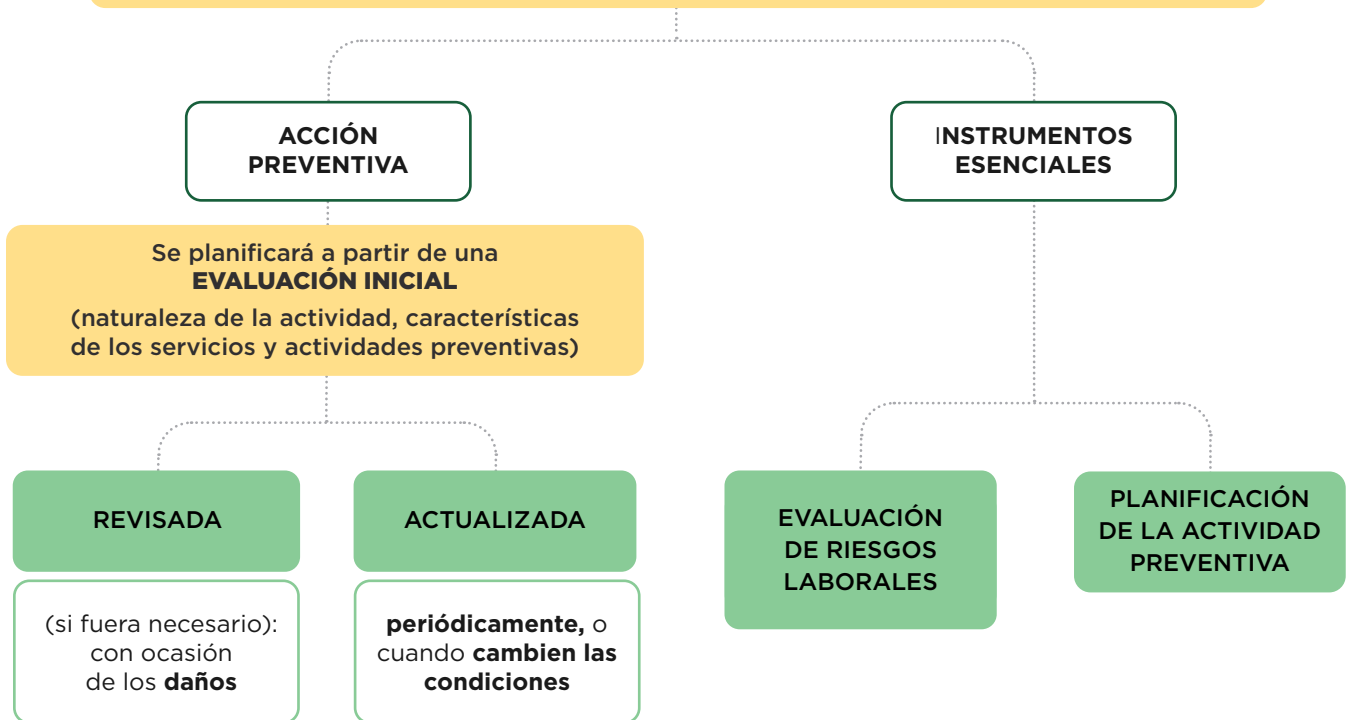 ACCIÓN
PREVENTIVA
INSTRUMENTOS
ESENCIALES
Se planificará a partir de una
EVALUACIÓN INICIAL
(naturaleza de la actividad, características
de los servicios y actividades preventivas)
REVISADA
(si fuera necesario):
con ocasión
de los daños
ACTUALIZADA
periódicamente, o
cuando cambien las
condiciones
EVALUACIÓN
DE RIESGOS
LABORALES
PLANIFICACIÓN
DE LA ACTIVIDAD
PREVENTIVA